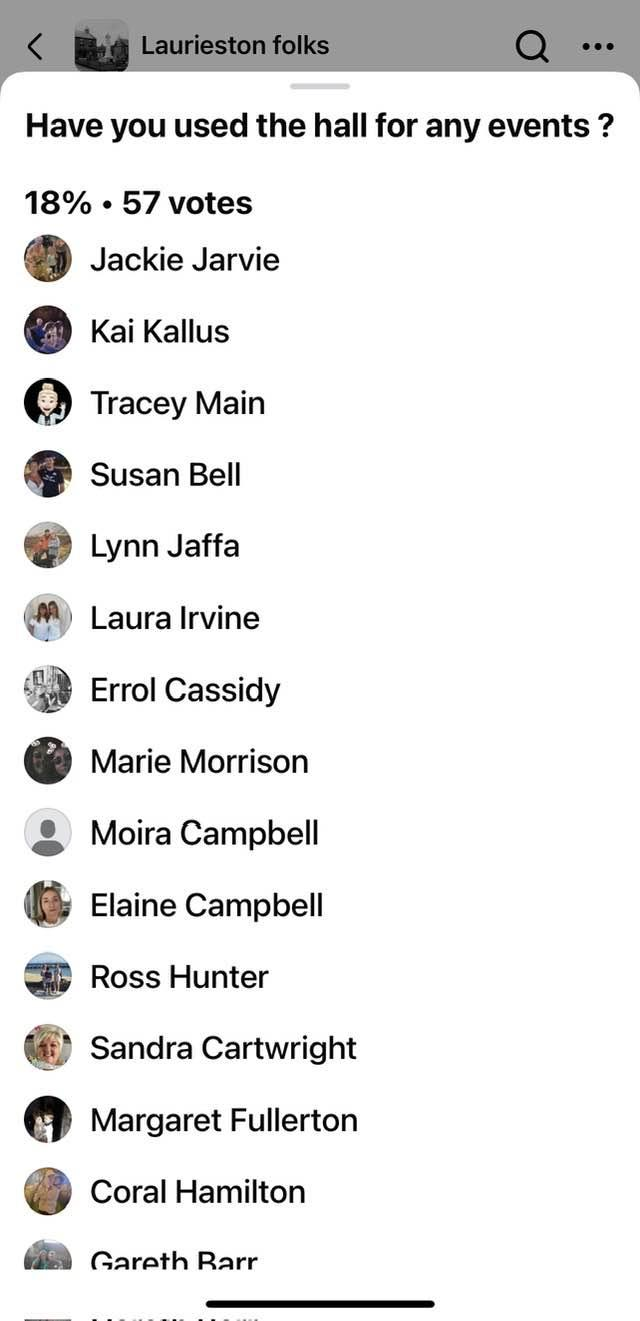 Laurieston folks
Have you used the hall for any events ?
18% • 57 votes
Jackie Jarvie
Kai Kallus
Tracey Main
Susan Bell
Lynn Jaffa
Laura Irvine
Errol Cassidy
Marie Morrison
Moira Campbell
Elaine Campbell
Ross Hunter
Sandra Cartwright
Margaret Fullerton
Coral Hamilton
Gareth Barr